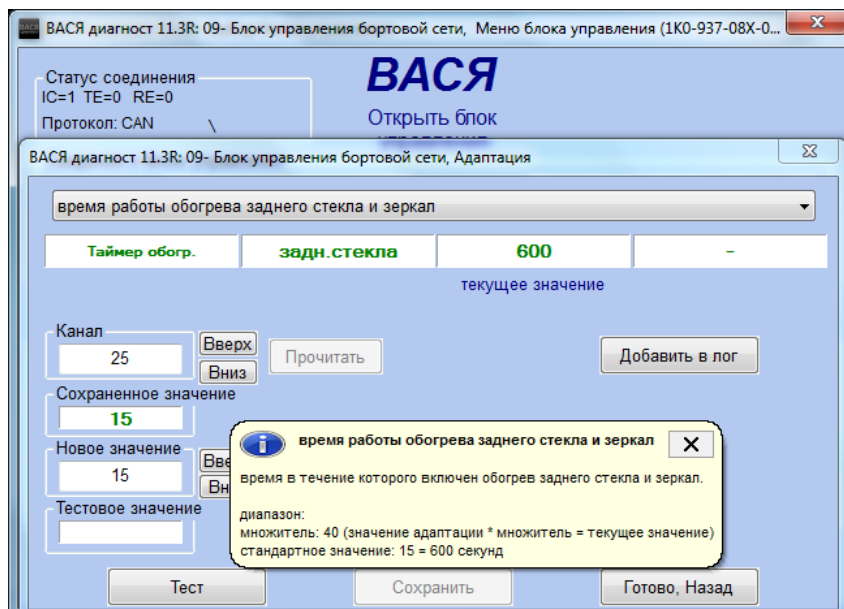 ВАСЯ диагност 11.3R: 09- Блок управления бортовой сети, Меню блока управления (1K0-937-08X-0...
Статус соединения
IC=1 TE=0 RE=0
Протокол: CAN \
ВАСЯ
Открыть блок
ВАСЯ диагност 11.3R: 09- Блок управления бортовой сети, Адаптация
время работы обогрева заднего стекла и зеркал
Таймер обогр. задн.стекла 600 -
текущее значение
Канал
25
Вверх
Вниз
Прочитать
Добавить в лог
Сохраненное значение
15
Новое значение
15
Вве
Вн
Тестовое значение
время работы обогрева заднего стекла и зеркал
время в течение которого включен обогрев заднего стекла и зеркал.
диапазон:
множитель: 40 (значение адаптации * множитель = текущее значение)
стандартное значение: 15 = 600 секунд
Тест
Сохранить
Готово, Назад